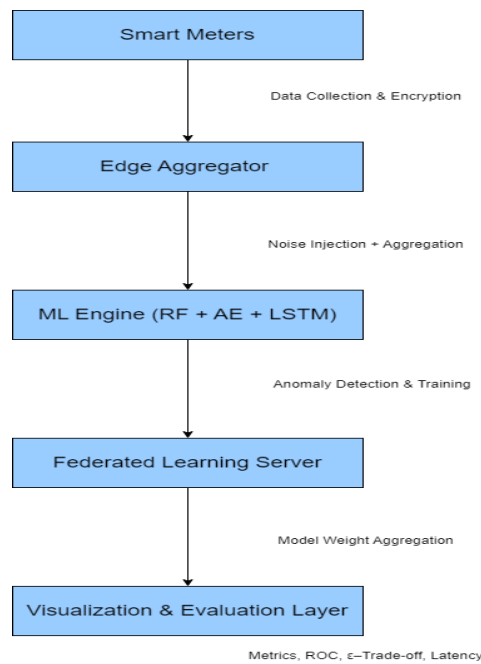 Smart Meters
Data Collection & Encryption
Edge Aggregator
Noise Injection + Aggregation
ML Engine (RF + AE + LSTM)
Anomaly Detection & Training
Federated Learning Server
Model Weight Aggregation
Visualization & Evaluation Layer
Metrics, ROC, ε–Trade-off, Latency